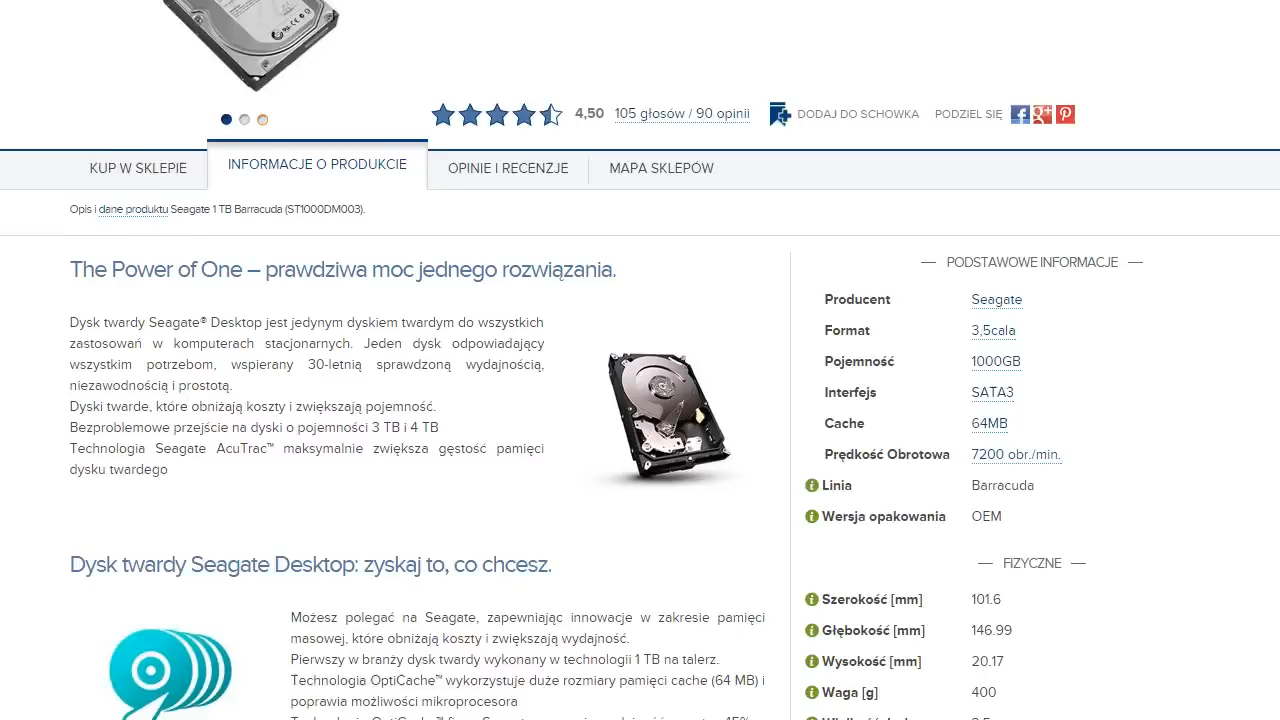 4,50 105 głosów / 90 opinii DODAJ DO SCHOWKA PODZIEL SIĘ
KUP W SKLEPIE INFORMACJE O PRODUKCIE OPINIE I RECENZJE MAPA SKLEPÓW
Opis i dane produktu Seagate 1 TB Barracuda (ST1000DM003).
The Power of One – prawdziwa moc jednego rozwiązania.
Dysk twardy Seagate® Desktop jest jedynym dyskiem twardym do wszystkich
zastosowań w komputerach stacjonarnych. Jeden dysk odpowiadający
wszystkim potrzebom, wspierany 30-letnią sprawdzoną wydajnością,
niezawodnością i prostotą.
Dyski twarde, które obniżają koszty i zwiększają pojemność.
Bezproblemowe przejście na dyski o pojemności 3 TB i 4 TB
Technologia Seagate AcuTrac™ maksymalnie zwiększa gęstość pamięci
dysku twardego
Dysk twardy Seagate Desktop: zyskaj to, co chcesz.
Możesz polegać na Seagate, zapewniając innowacje w zakresie pamięci
masowej, które obniżają koszty i zwiększają wydajność.
Pierwszy w branży dysk twardy wykonany w technologii 1 TB na talerz.
Technologia OptiCache™ wykorzystuje duże rozmiary pamięci cache (64 MB) i
poprawia możliwości mikroprocesora
PODSTAWOWE INFORMACJE
Producent Seagate
Format 3,5cala
Pojemność 1000GB
Interfejs SATA3
Cache 64MB
Prędkość Obrotowa 7200 obr./min.
Linia Barracuda
Wersja opakowania OEM
FIZYCZNE
Szerokość [mm] 101.6
Głębokość [mm] 146.99
Wysokość [mm] 20.17
Waga [g] 400